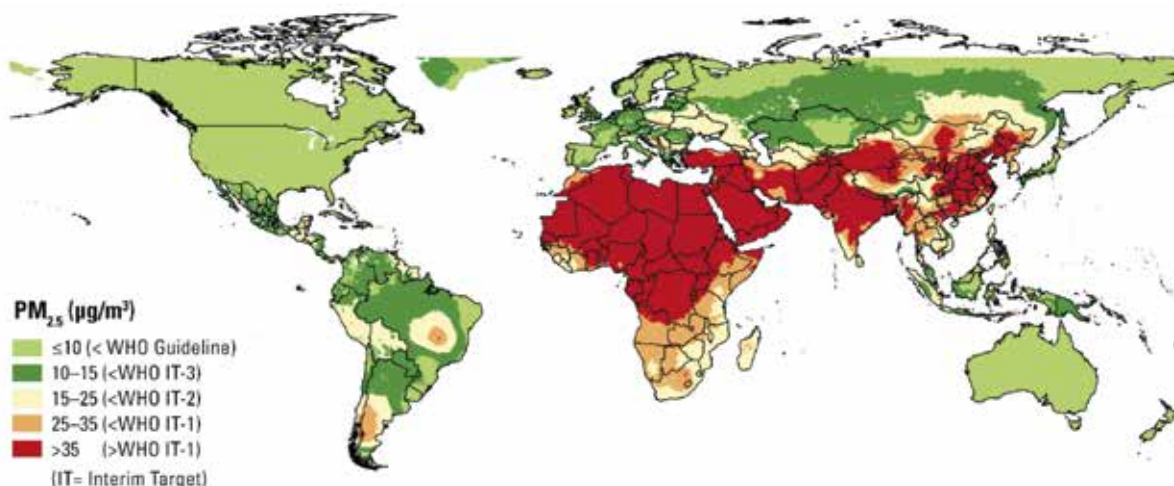 PM2.5 (µg/m³)
≤10 (< WHO Guideline)
10–15 (<WHO IT-3)
15–25 (<WHO IT-2)
25–35 (<WHO IT-1)
>35 (>WHO IT-1)
(IT= Interim Target)